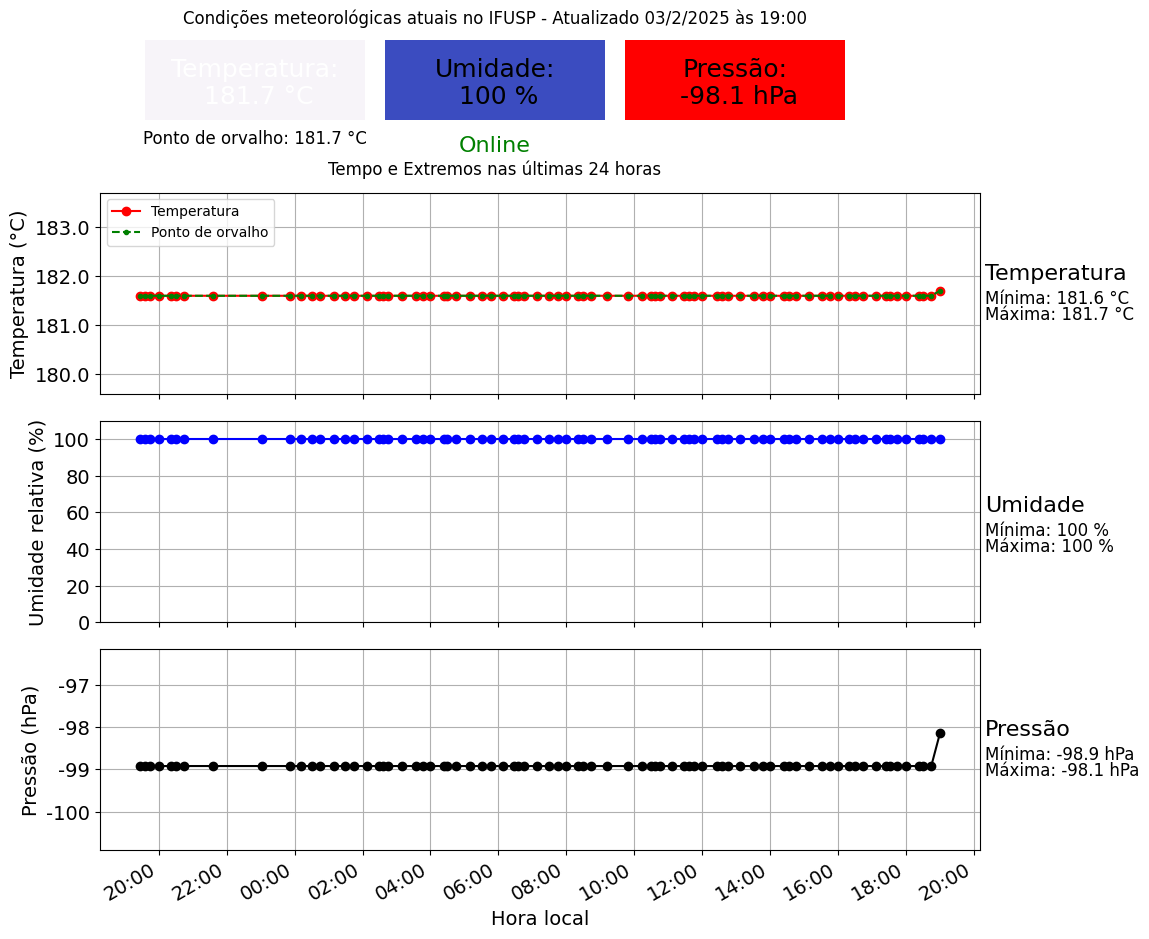 Condições meteorológicas atuais no IFUSP - Atualizado 03/2/2025 às 19:00
Temperatura:
181.7 °C
Umidade:
100 %
Pressão:
-98.1 hPa
Ponto de orvalho: 181.7 °C
Online
Tempo e Extremos nas últimas 24 horas
Temperatura (°C)
183.0
182.0
181.0
180.0
Temperatura
Ponto de orvalho
Temperatura
Mínima: 181.6 °C
Máxima: 181.7 °C
Umidade relativa (%)
100
80
60
40
20
0
Umidade
Mínima: 100 %
Máxima: 100 %
Pressão (hPa)
-97
-98
-99
-100
Pressão
Mínima: -98.9 hPa
Máxima: -98.1 hPa
20:00
22:00
00:00
02:00
04:00
06:00
08:00
10:00
12:00
14:00
16:00
18:00
20:00
Hora local